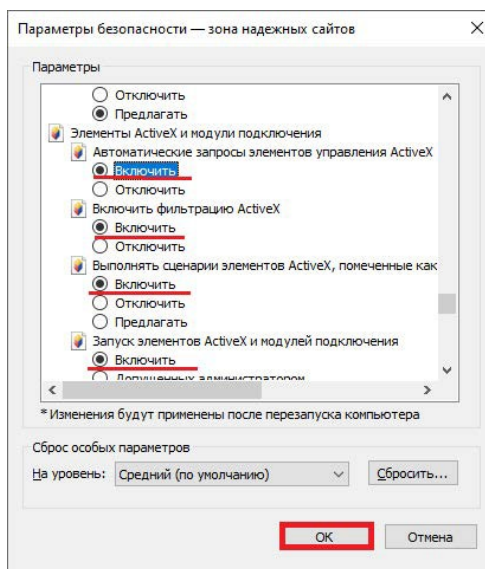 Параметры безопасности — зона надежных сайтов
Параметры
Отключить
Предлагать
Элементы ActiveX и модули подключения
Автоматические запросы элементов управления ActiveX
Включить
Отключить
Включить фильтрацию ActiveX
Включить
Отключить
Выполнять сценарии элементов ActiveX, помеченные как
Включить
Отключить
Предлагать
Запуск элементов ActiveX и модулей подключения
Включить
Допущенных администратором
*Изменения будут применены после перезапуска компьютера
Сброс особых параметров
На уровень: Средний (по умолчанию) Сбросить...
ОК Отмена